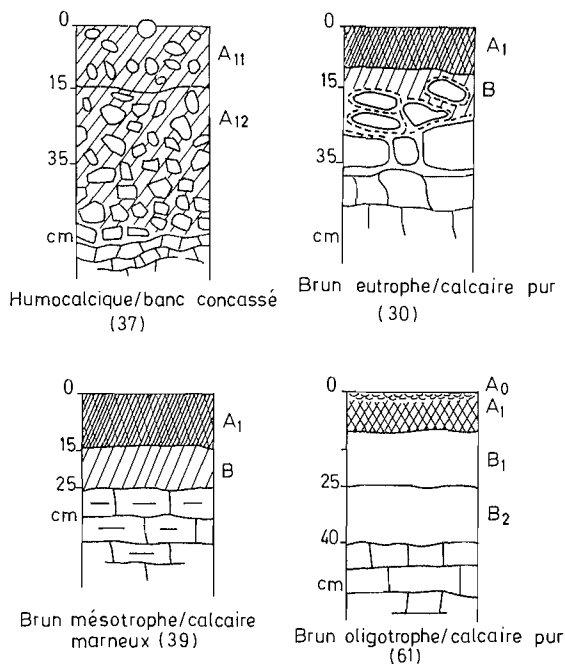 0
A11
15
A12
35
cm
Humocalcique/banc concassé
(37)
0
A1
15
B
35
cm
Brun eutrophe/calcaire pur
(30)
0
A1
15
B
25
cm
Brun mésotrophe/calcaire
marneux (39)
0
A0
A1
B1
25
B2
40
cm
Brun oligotrophe/calcaire pur
(61)